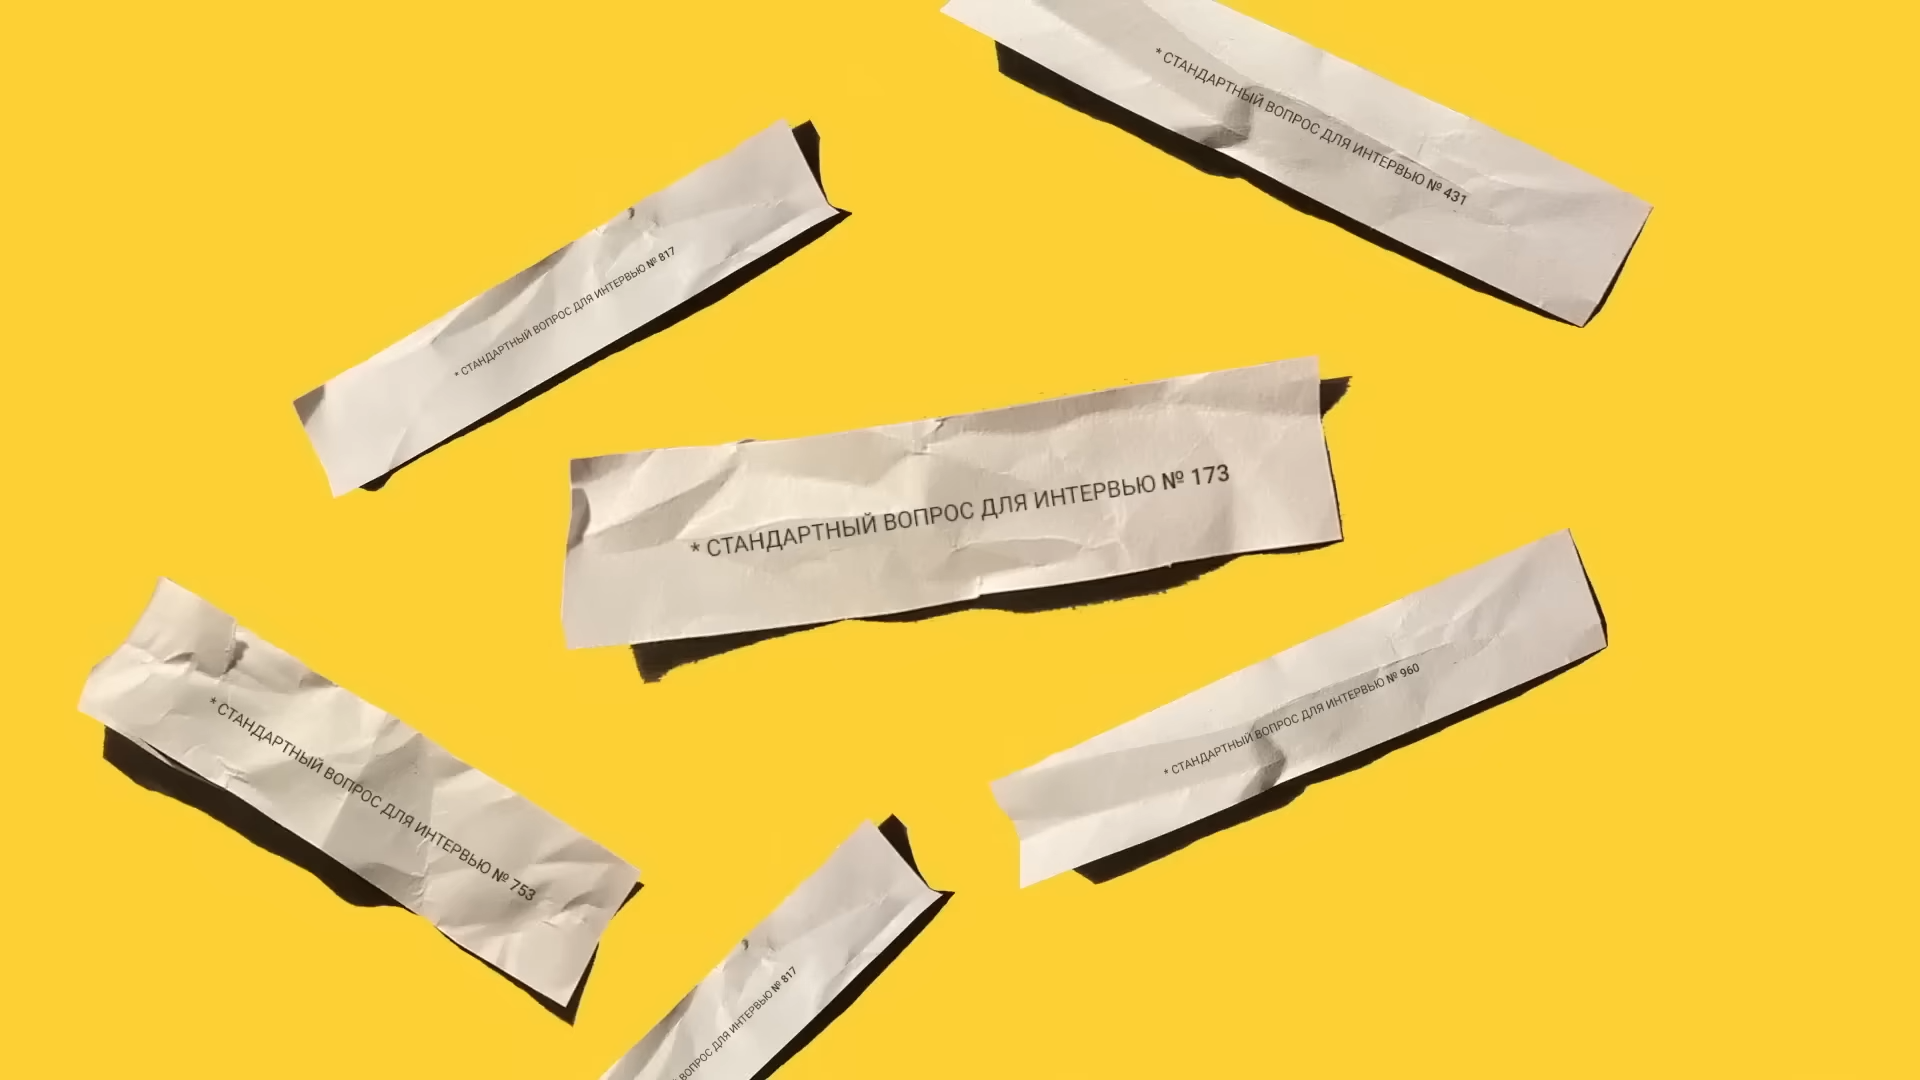 * СТАНДАРТНЫЙ ВОПРОС ДЛЯ ИНТЕРВЬЮ № 431
* СТАНДАРТНЫЙ ВОПРОС ДЛЯ ИНТЕРВЬЮ № 817
* СТАНДАРТНЫЙ ВОПРОС ДЛЯ ИНТЕРВЬЮ № 173
* СТАНДАРТНЫЙ ВОПРОС ДЛЯ ИНТЕРВЬЮ № 960
* СТАНДАРТНЫЙ ВОПРОС ДЛЯ ИНТЕРВЬЮ № 753
ВОПРОС ДЛЯ ИНТЕРВЬЮ № 817